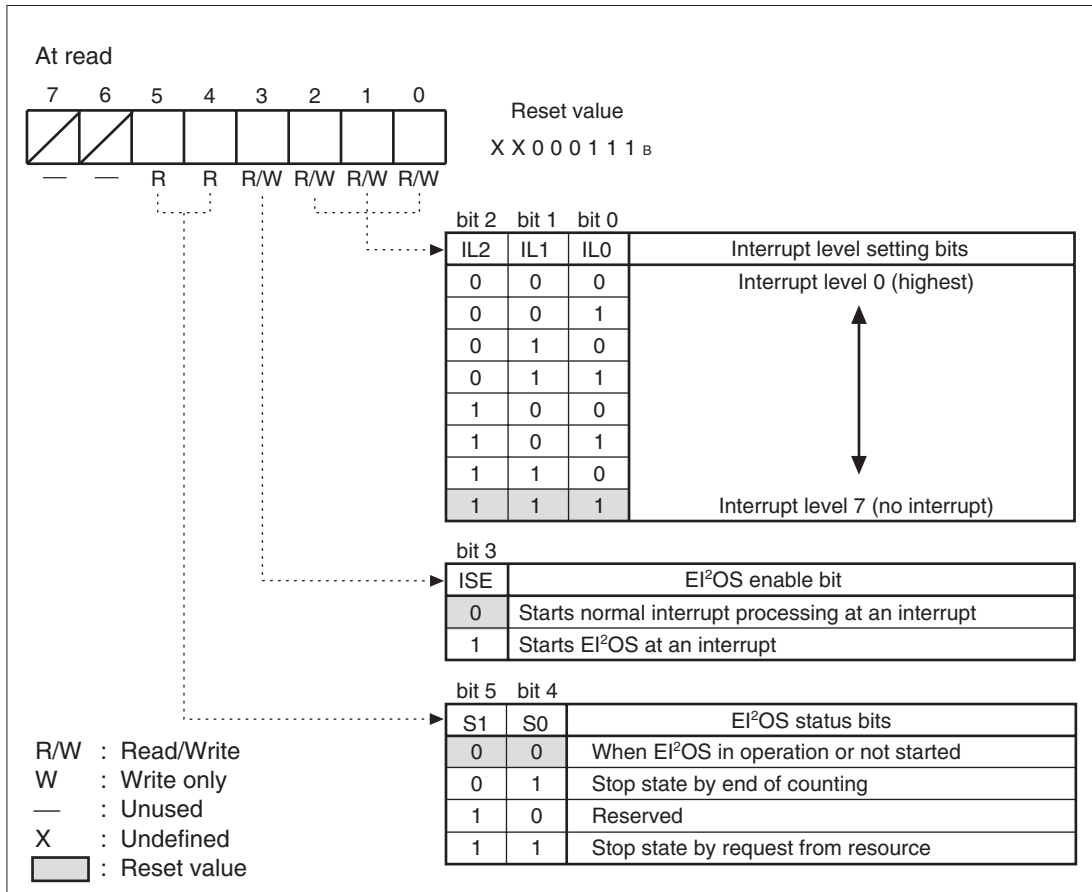 At read
7 6 5 4 3 2 1 0
Reset value
X X 0 0 0 1 1 1 B
— — R R R/W R/W R/W R/W
bit 2 bit 1 bit 0
IL2 IL1 IL0 Interrupt level setting bits
0 0 0 Interrupt level 0 (highest)
0 0 1
0 1 0
0 1 1
1 0 0
1 0 1
1 1 0
1 1 1 Interrupt level 7 (no interrupt)
bit 3
ISE EI²OS enable bit
0 Starts normal interrupt processing at an interrupt
1 Starts EI²OS at an interrupt
bit 5 bit 4
S1 S0 EI²OS status bits
0 0 When EI²OS in operation or not started
0 1 Stop state by end of counting
1 0 Reserved
1 1 Stop state by request from resource
R/W : Read/Write
W : Write only
— : Unused
X : Undefined
: Reset value